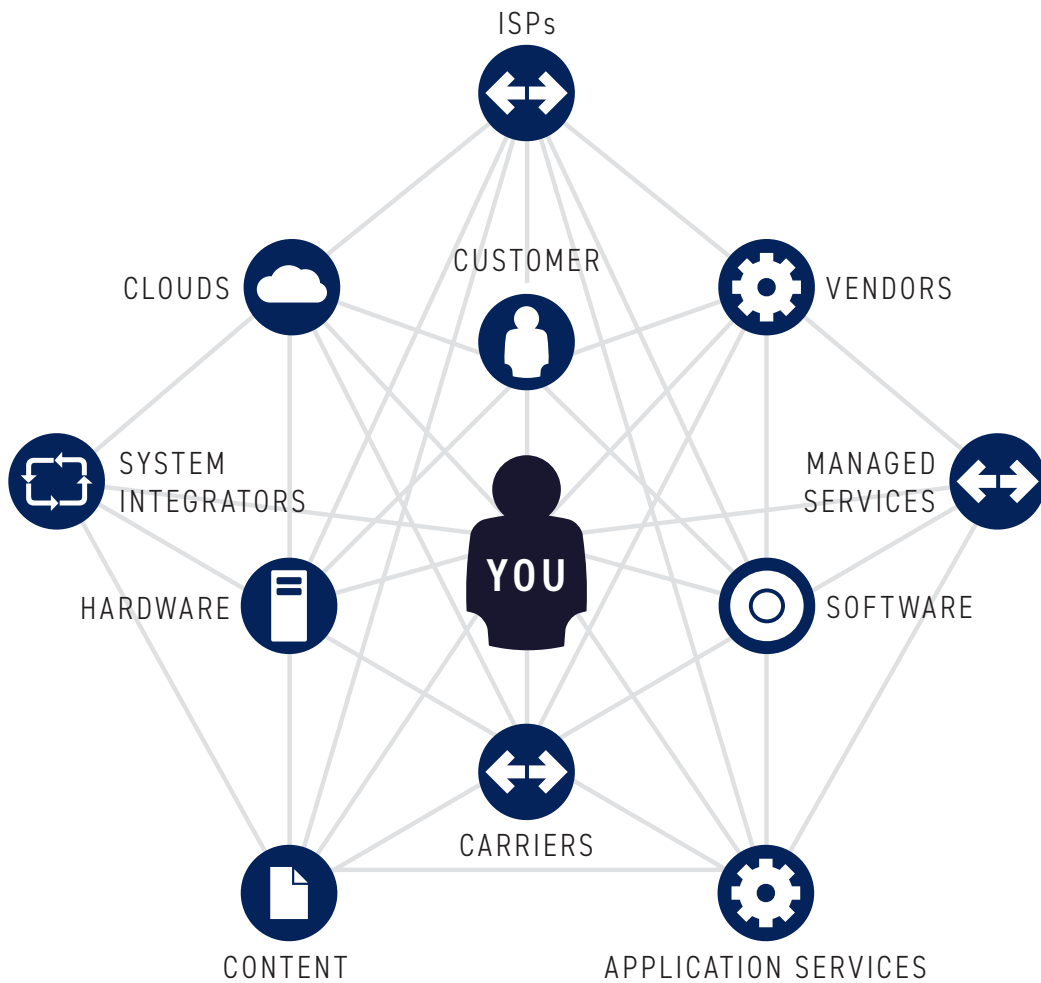 ISPs
CUSTOMER
CLOUDS
VENDORS
SYSTEM
INTEGRATORS
MANAGED
SERVICES
YOU
HARDWARE
SOFTWARE
CARRIERS
CONTENT
APPLICATION SERVICES